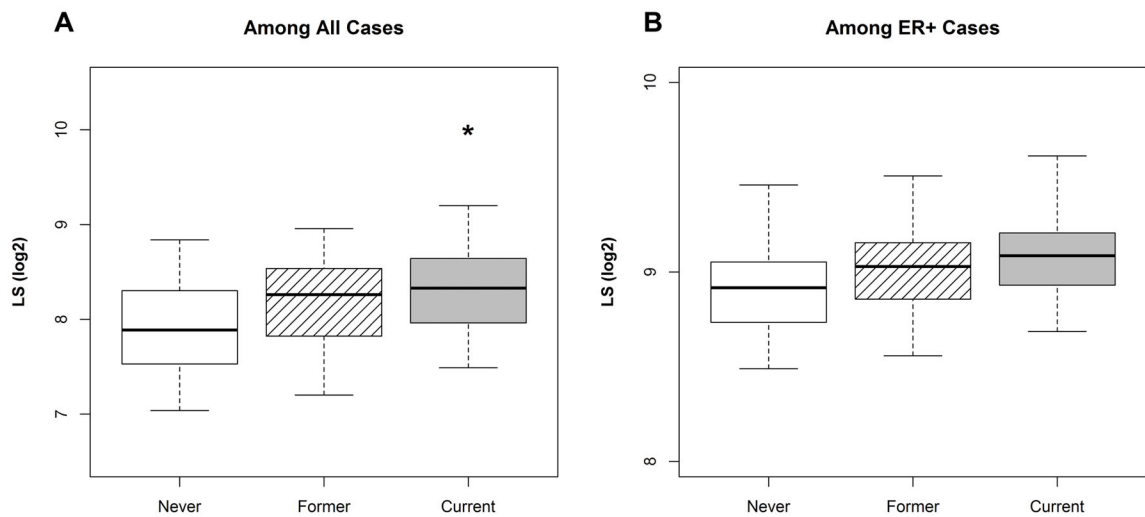 A
Among All Cases
LS (log2)
10
9
8
7
*
Never Former Current
B
Among ER+ Cases
LS (log2)
10
9
8
Never Former Current